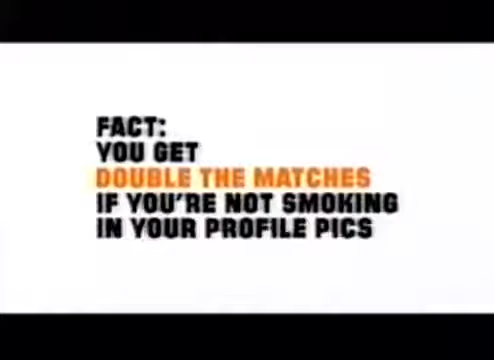 FACT:
YOU GET
DOUBLE THE MATCHES
IF YOU'RE NOT SMOKING
IN YOUR PROFILE PICS